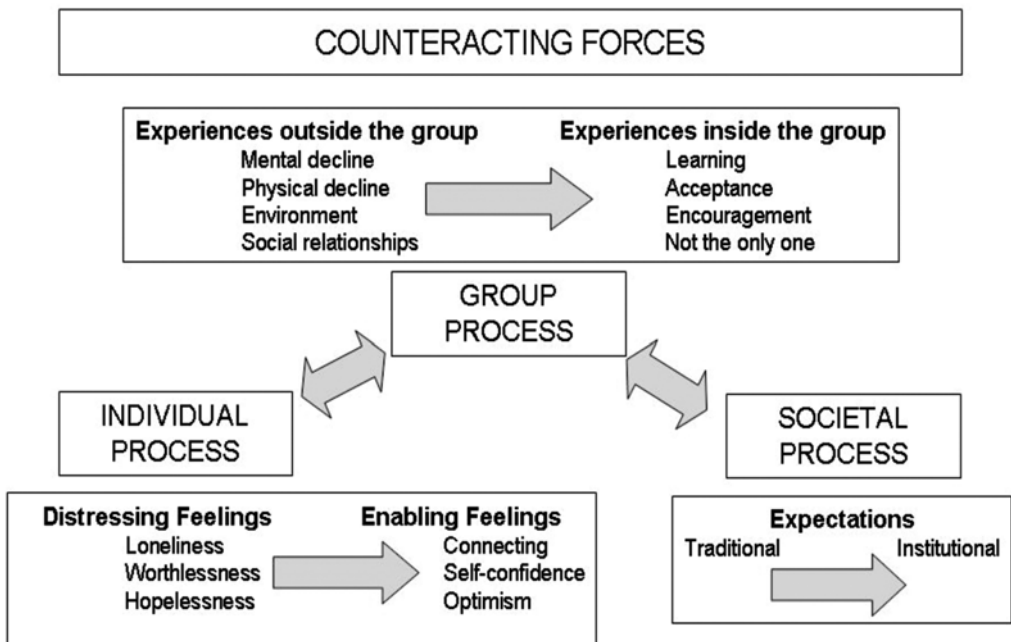 COUNTERACTING FORCES
Experiences outside the group
Mental decline
Physical decline
Environment
Social relationships
Experiences inside the group
Learning
Acceptance
Encouragement
Not the only one
GROUP
PROCESS
INDIVIDUAL
PROCESS
SOCIETAL
PROCESS
Distressing Feelings
Loneliness
Worthlessness
Hopelessness
Enabling Feelings
Connecting
Self-confidence
Optimism
Expectations
Traditional
Institutional